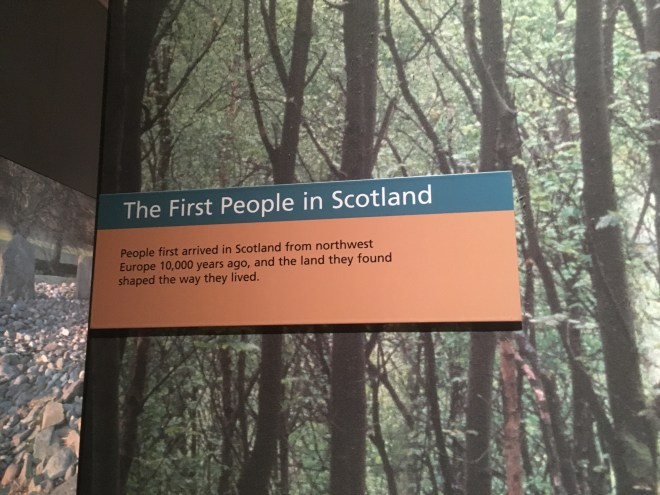 The First People in Scotland
People first arrived in Scotland from northwest
Europe 10,000 years ago, and the land they found
shaped the way they lived.